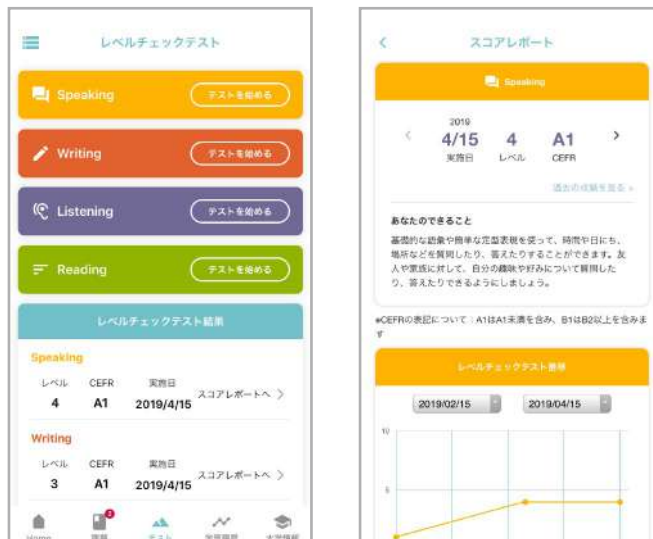 レベルチェックテスト
Speaking
テストを始める
Writing
テストを始める
Listening
テストを始める
Reading
テストを始める
レベルチェックテスト結果
Speaking
レベル CEFR 実施日
4 A1 2019/4/15 スコアレポートへ
Writing
レベル CEFR 実施日
3 A1 2019/4/15 スコアレポートへ
2
Home テスト
スコアレポート
Speaking
2019
4/15 4 A1
実施日 レベル CEFR
過去の成績を見る
あなたのできること
基礎的な語彙や簡単な定型表現を使って、時間や日にち、
場所などを質問したり、答えたりすることができます。友
人や家族に対して、自分の趣味や好みについて質問した
り、答えたりできるようにしましょう。
※CEFRの表記について:A1はA1未満を含み、B1はB2以上を含みま
す
レベルチェックテスト推移
2019/02/15 2019/04/15
10
5